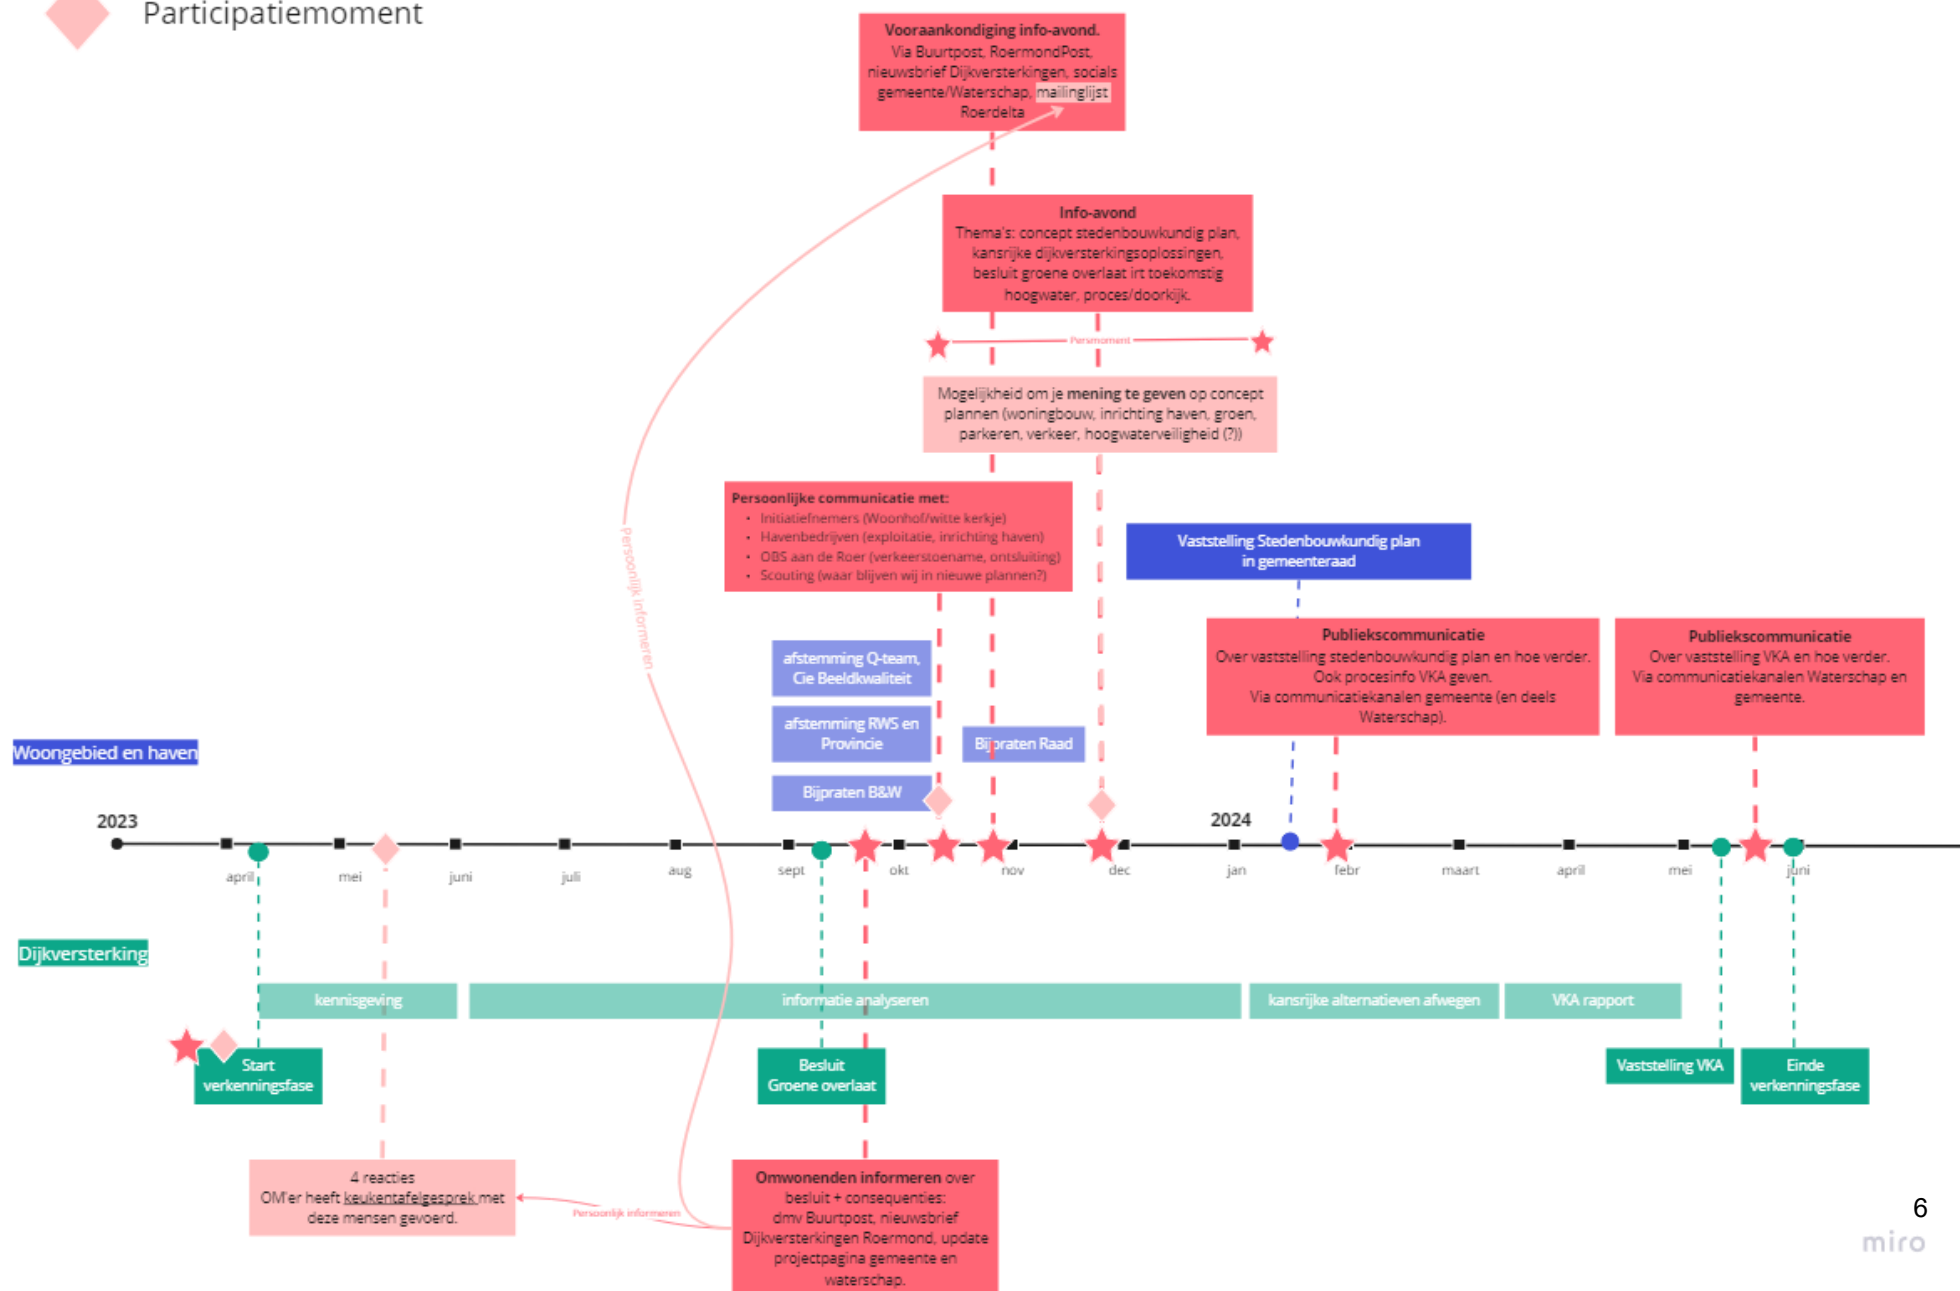 Participatiemoment
Vooraankondiging info-avond.
Via Buurtpost, RoermondPost,
nieuwsbrief Dijkversterkingen, socials
gemeente/Waterschap, mailinglijst
Roerdelta
Info-avond
Thema's: concept stedenbouwkundig plan,
kansrijke dijkversterkingsoplossingen,
besluit groene overlaat irt toekomstig
hoogwater, proces/doorkijk.
Persmoment
Mogelijkheid om je mening te geven op concept
plannen (woningbouw, inrichting haven, groen,
parkeren, verkeer, hoogwaterveiligheid (?))
Persoonlijke communicatie met:
• Initiatiefnemers (Woonhof/witte kerkje)
• Havenbedrijven (exploitatie, inrichting haven)
• OBS aan de Roer (verkeerstoename, ontsluiting)
• Scouting (waar blijven wij in nieuwe plannen?)
Persoonlijk informeren
Vaststelling Stedenbouwkundig plan
in gemeenteraad
afstemming Q-team,
Cie Beeldkwaliteit
afstemming RWS en
Provincie
Bijpraten B&W
Bijpraten Raad
Publiekscommunicatie
Over vaststelling stedenbouwkundig plan en hoe verder.
Ook procesinfo VKA geven.
Via communicatiekanalen gemeente (en deels
Waterschap).
Publiekscommunicatie
Over vaststelling VKA en hoe verder.
Via communicatiekanalen Waterschap en
gemeente.
Woongebied en haven
2023
2024
april
mei
juni
juli
aug
sept
okt
nov
dec
jan
febr
maart
april
mei
juni
Dijkversterking
kennisgeving
informatie analyseren
kansrijke alternatieven afwegen
VKA rapport
Start
verkenningsfase
Besluit
Groene overlaat
Vaststelling VKA
Einde
verkenningsfase
4 reacties
OM'er heeft keukentafelgesprek met
deze mensen gevoerd.
Persoonlijk informeren
Omwonenden informeren over
besluit + consequenties:
dmv Buurtpost, nieuwsbrief
Dijkversterkingen Roermond, update
projectpagina gemeente en
waterschap.
6
miro